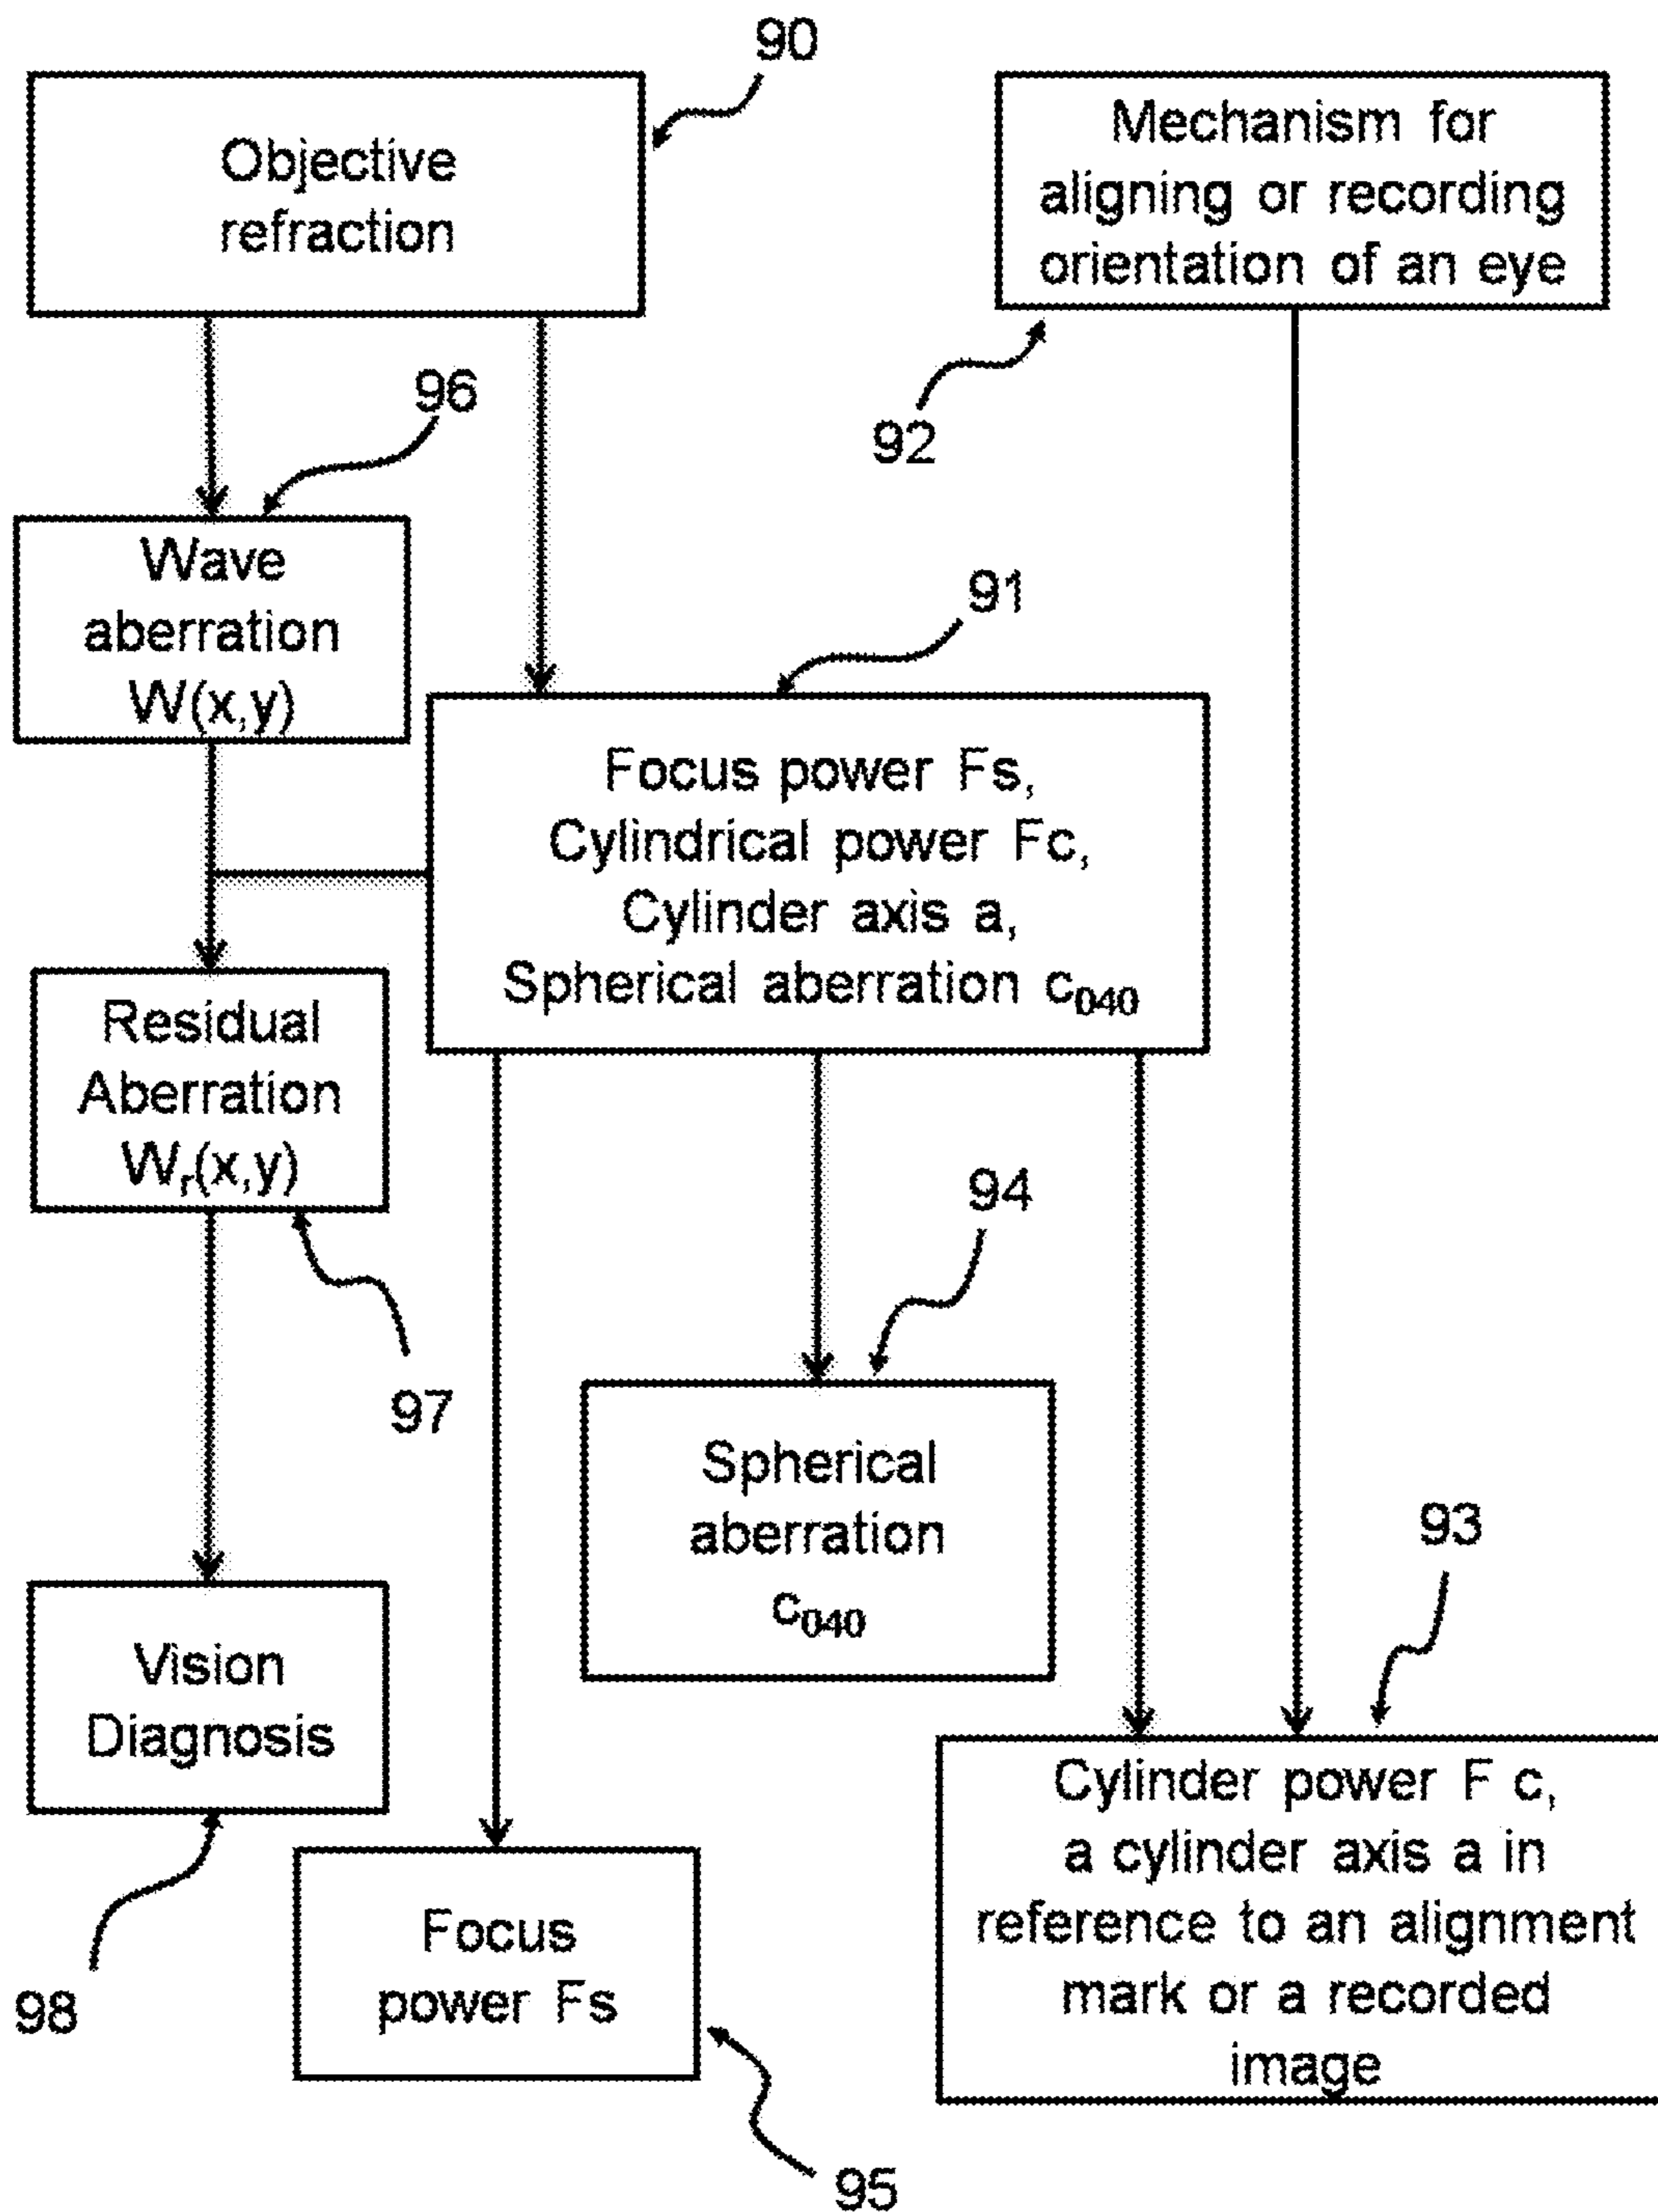 90
Objective
refraction
Mechanism for
aligning or recording
orientation of an eye
92
96
Wave
aberration
W(x,y)
91
Focus power Fs,
Cylindrical power Fc,
Cylinder axis a,
Spherical aberration c₀₄₀
Residual
Aberration
Wᵣ(x,y)
97
94
Spherical
aberration
c₀₄₀
93
Vision
Diagnosis
98
Focus
power Fs
95
Cylinder power F c,
a cylinder axis a in
reference to an alignment
mark or a recorded
image